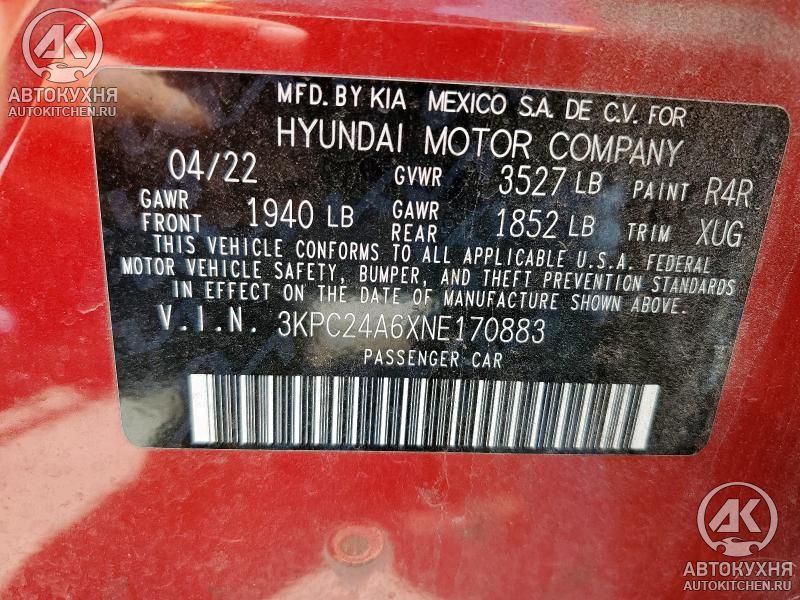 AK
АВТОКУХНЯ
AUTOKITCHEN.RU
MFD. BY KIA MEXICO S.A. DE C.V. FOR
HYUNDAI MOTOR COMPANY
04/22 GVWR 3527 LB PAINT R4R
GAWR FRONT 1940 LB GAWR REAR 1852 LB TRIM XUG
THIS VEHICLE CONFORMS TO ALL APPLICABLE U.S.A. FEDERAL
MOTOR VEHICLE SAFETY, BUMPER, AND THEFT PREVENTION STANDARDS
IN EFFECT ON THE DATE OF MANUFACTURE SHOWN ABOVE.
V.I.N. 3KPC24A6XNE170883
PASSENGER CAR
AK
АВТОКУХНЯ
AUTOKITCHEN.RU